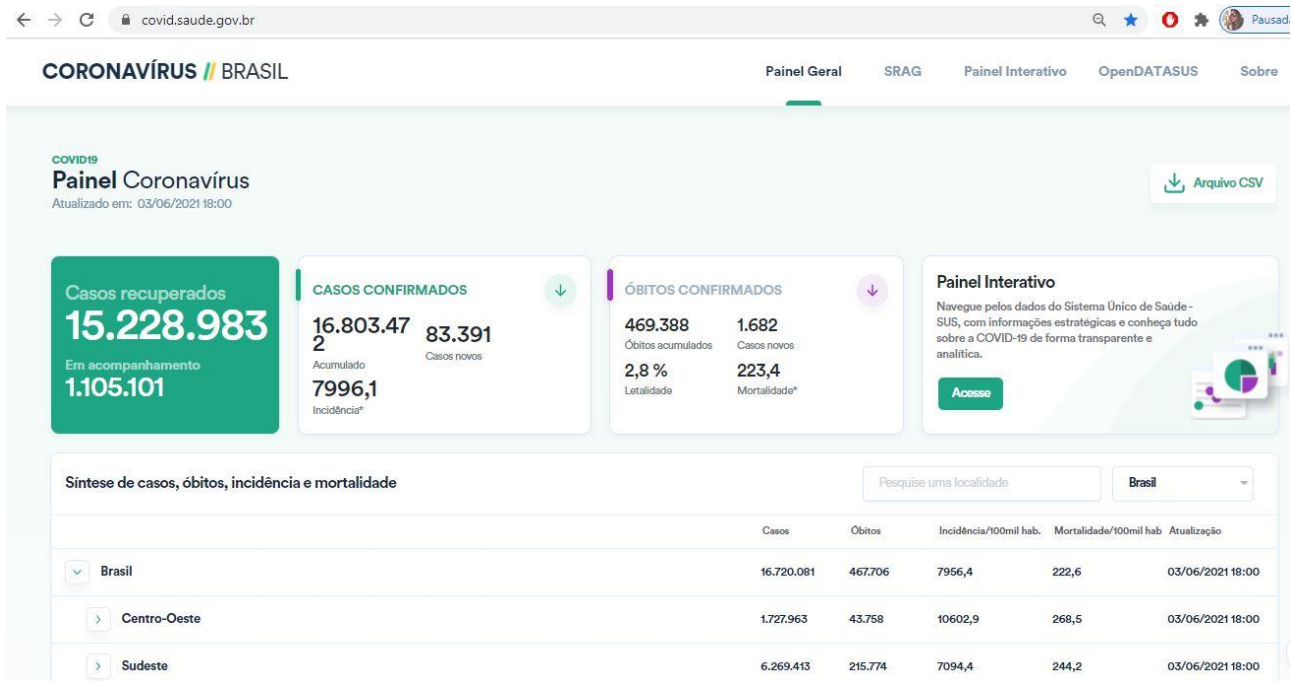 covid.saude.gov.br
Pausada
CORONAVÍRUS // BRASIL
Painel Geral SRAG Painel Interativo OpenDATASUS Sobre
COVID19
Painel Coronavírus
Atualizado em: 03/06/2021 18:00
Arquivo CSV
Casos recuperados
15.228.983
Em acompanhamento
1.105.101
CASOS CONFIRMADOS
16.803.47
2
Acumulado
83.391
Casos novos
7996,1
Incidência*
ÓBITOS CONFIRMADOS
469.388
Óbitos acumulados
1.682
Casos novos
2,8 %
Letalidade
223,4
Mortalidade*
Painel Interativo
Navegue pelos dados do Sistema Único de Saúde -
SUS, com informações estratégicas e conheça tudo
sobre a COVID-19 de forma transparente e
analítica.
Acesse
Síntese de casos, óbitos, incidência e mortalidade
Pesquise uma localidade
Brasil
Casos Óbitos Incidência/100mil hab. Mortalidade/100mil hab Atualização
Brasil 16.720.081 467.706 7956,4 222,6 03/06/2021 18:00
Centro-Oeste 1.727.963 43.758 10602,9 268,5 03/06/2021 18:00
Sudeste 6.269.413 215.774 7094,4 244,2 03/06/2021 18:00